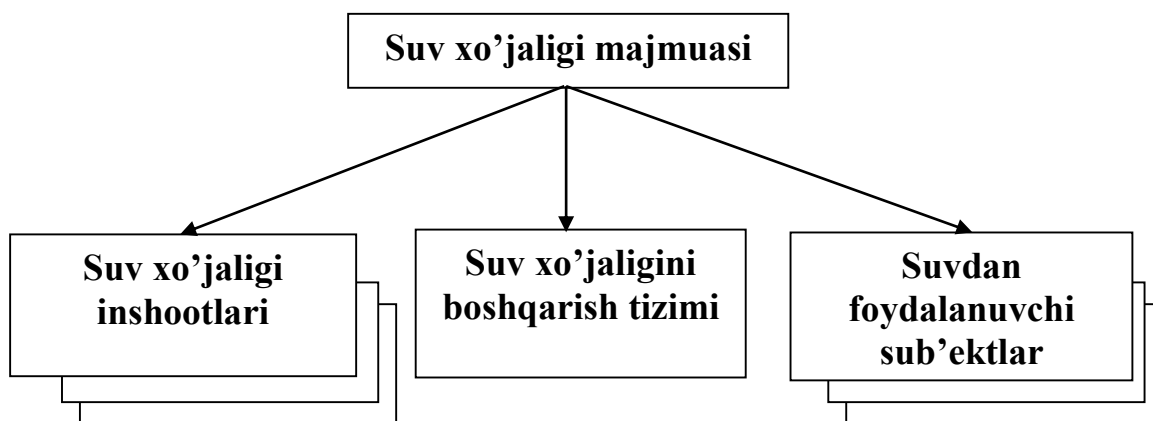 Suv xo’jaligi majmuasi
Suv xo’jaligi
inshootlari
Suv xo’jaligini
boshqarish tizimi
Suvdan
foydalanuvchi
sub’ektlar